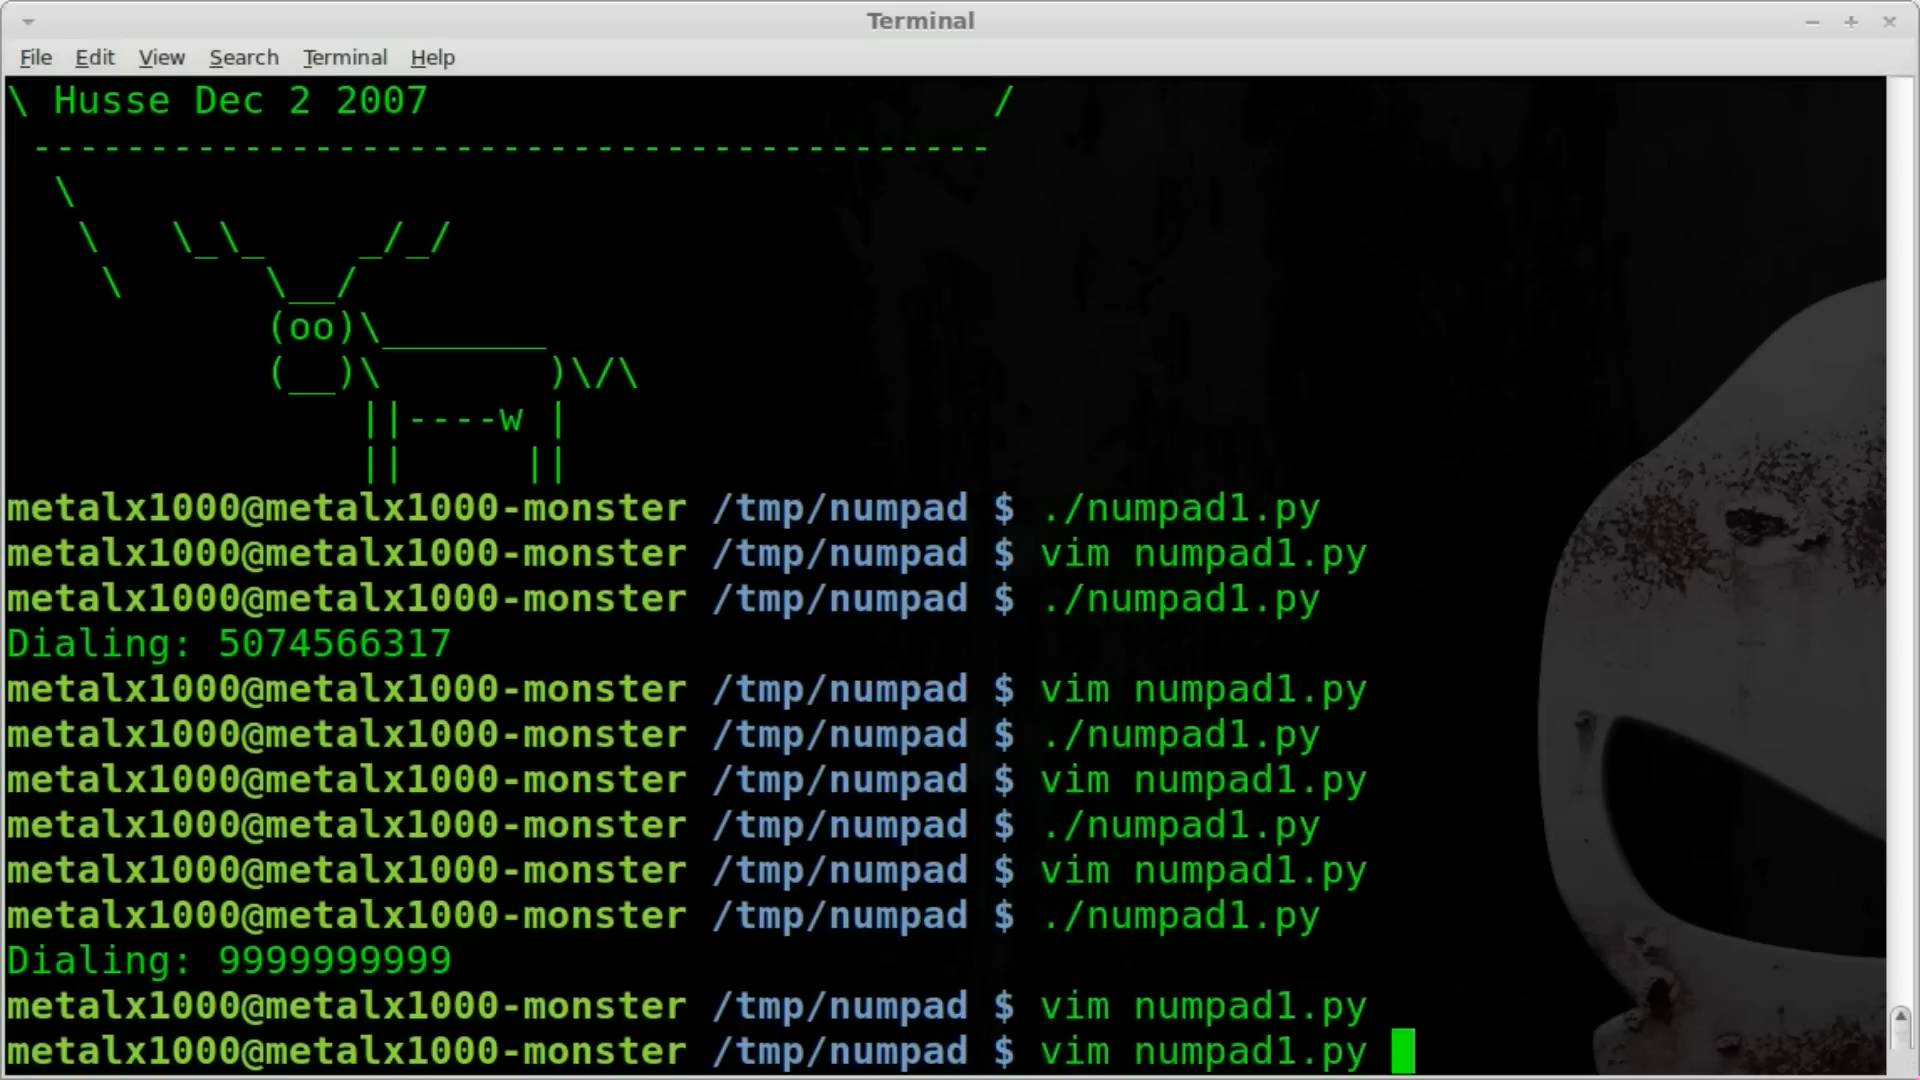 Terminal
File Edit View Search Terminal Help
\ Husse Dec 2 2007                        /
 -----------------------------------------
  \
   \   \_\_    _/_/
    \      \__/
           (oo)\_______
           (__)\       )\/\
               ||----w |
               ||     ||
metalx1000@metalx1000-monster /tmp/numpad $ ./numpad1.py
metalx1000@metalx1000-monster /tmp/numpad $ vim numpad1.py
metalx1000@metalx1000-monster /tmp/numpad $ ./numpad1.py
Dialing: 5074566317
metalx1000@metalx1000-monster /tmp/numpad $ vim numpad1.py
metalx1000@metalx1000-monster /tmp/numpad $ ./numpad1.py
metalx1000@metalx1000-monster /tmp/numpad $ vim numpad1.py
metalx1000@metalx1000-monster /tmp/numpad $ ./numpad1.py
metalx1000@metalx1000-monster /tmp/numpad $ vim numpad1.py
metalx1000@metalx1000-monster /tmp/numpad $ ./numpad1.py
Dialing: 9999999999
metalx1000@metalx1000-monster /tmp/numpad $ vim numpad1.py
metalx1000@metalx1000-monster /tmp/numpad $ vim numpad1.py